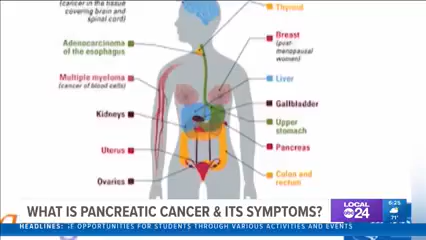 (cancer in the tissue
covering brain and
spinal cord)
Thyroid
Adenocarcinoma
of the esophagus
Breast
(post-
menopausal
women)
Multiple myeloma
(cancer of blood cells)
Liver
Kidneys
Gallbladder
Upper
stomach
Uterus
Pancreas
Ovaries
Colon and
rectum
WHAT IS PANCREATIC CANCER & ITS SYMPTOMS?
LOCAL
abc24
6:25
71°
HEADLINES:
SE OPPORTUNITIES FOR STUDENTS THROUGH VARIOUS ACTIVITIES AND EVENTS